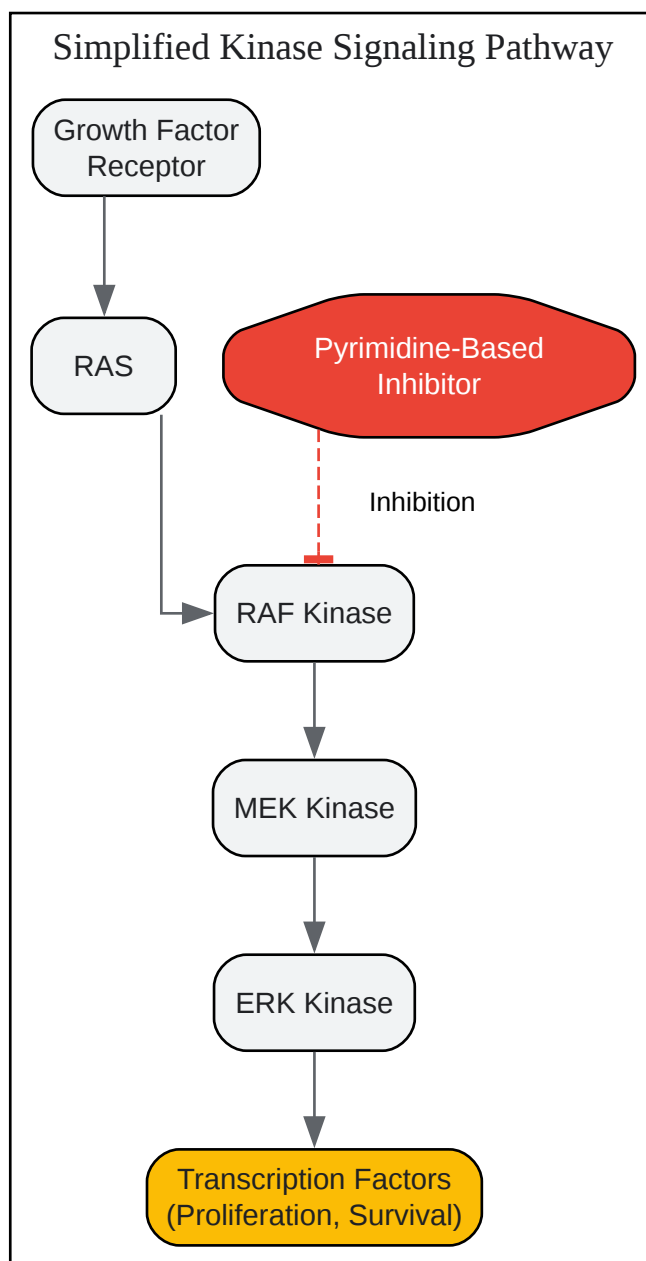 Simplified Kinase Signaling Pathway
Growth Factor
Receptor
RAS
Pyrimidine-Based
Inhibitor
Inhibition
RAF Kinase
MEK Kinase
ERK Kinase
Transcription Factors
(Proliferation, Survival)